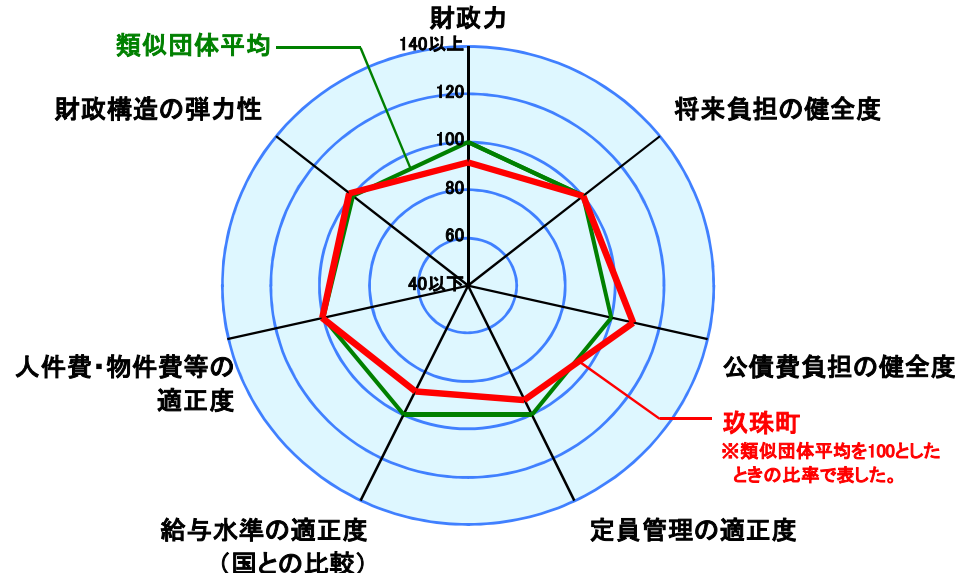 財政力
類似団体平均
140以上
120
100
80
60
40以下
財政構造の弾力性
将来負担の健全度
人件費・物件費等の
適正度
公債費負担の健全度
玖珠町
※類似団体平均を100とした
ときの比率で表した。
給与水準の適正度
（国との比較）
定員管理の適正度